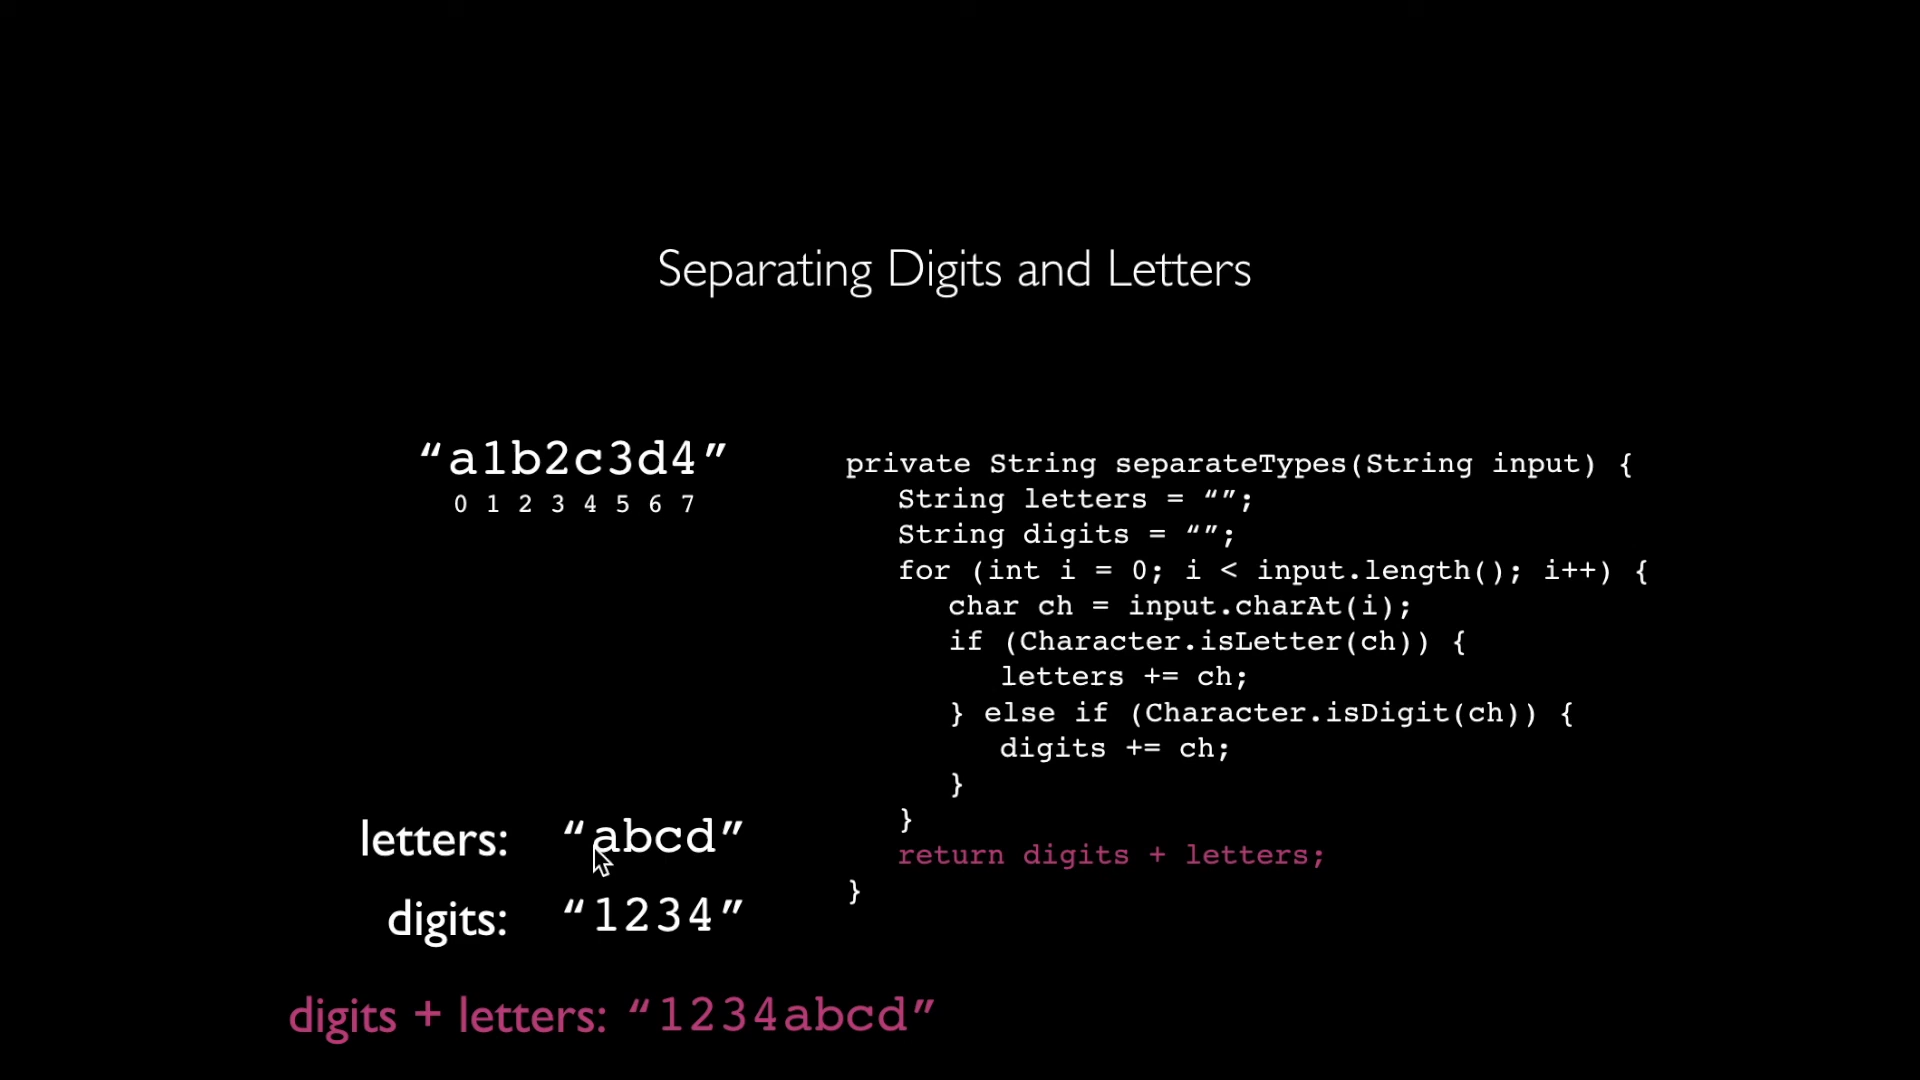 Separating Digits and Letters
“a1b2c3d4”
0 1 2 3 4 5 6 7
private String separateTypes(String input) {
String letters = “”;
String digits = “”;
for (int i = 0; i < input.length(); i++) {
char ch = input.charAt(i);
if (Character.isLetter(ch)) {
letters += ch;
} else if (Character.isDigit(ch)) {
digits += ch;
}
}
return digits + letters;
}
letters: “abcd”
digits: “1234”
digits + letters: “1234abcd”